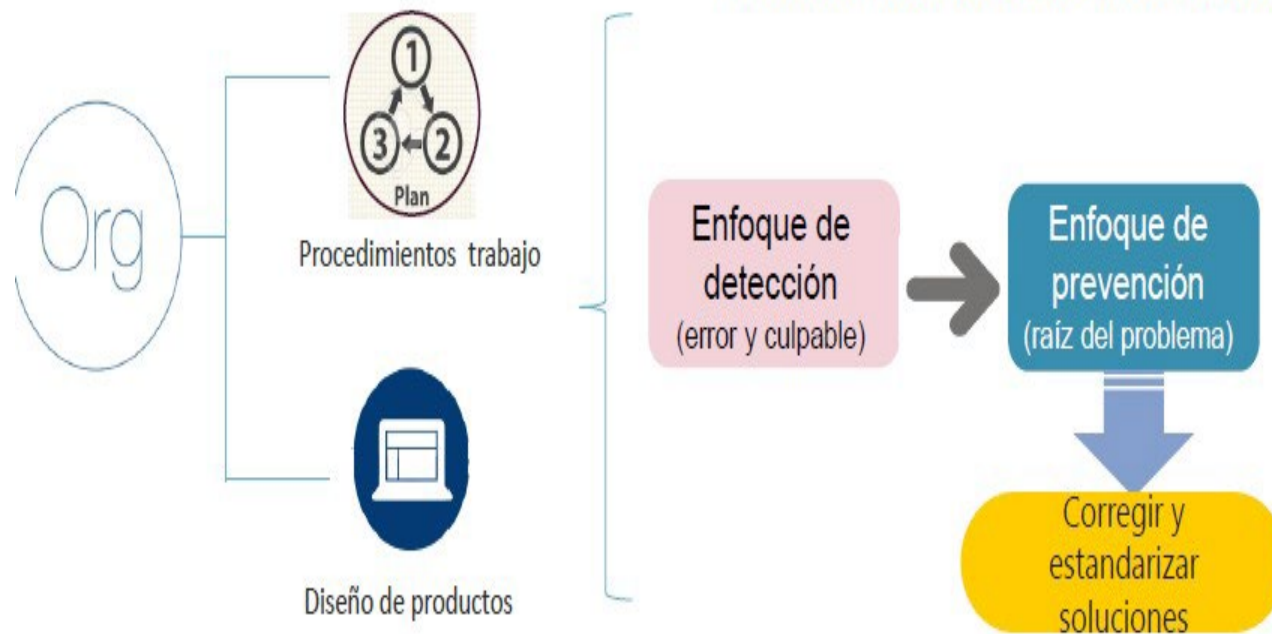 Org
1
3
2
Plan
Procedimientos trabajo
Diseño de productos
Enfoque de
detección
(error y culpable)
Enfoque de
prevención
(raíz del problema)
Corregir y
estandarizar
soluciones